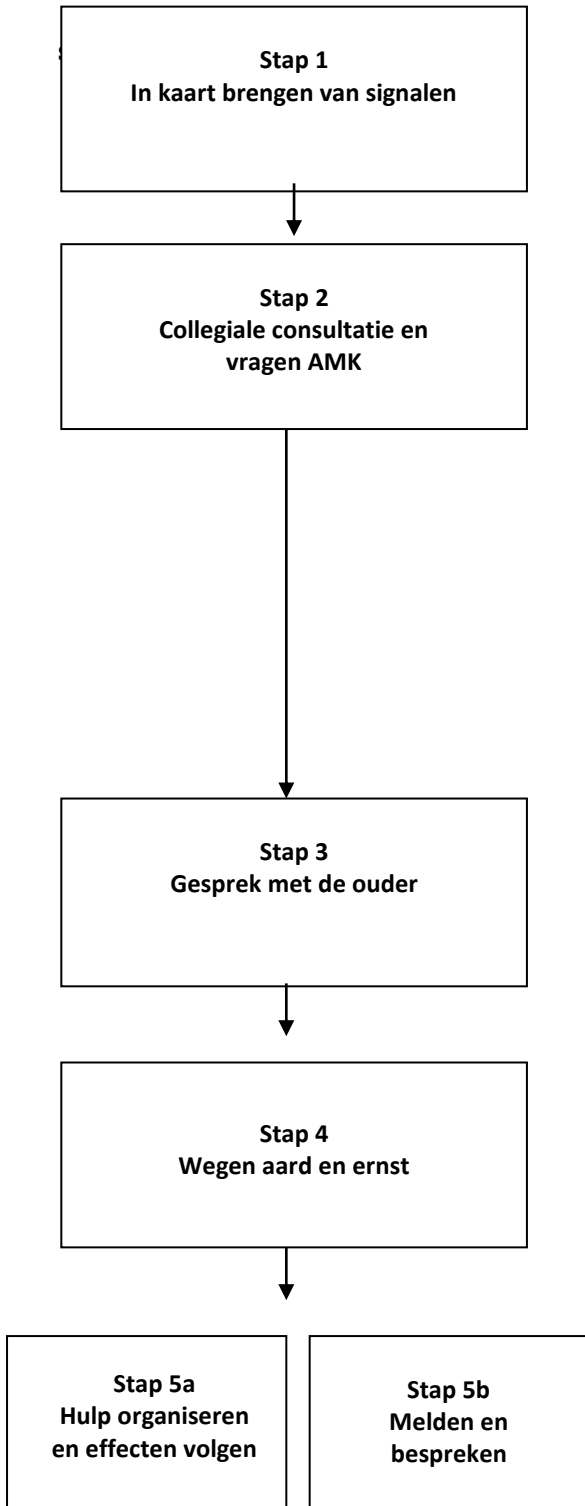 Stap 1
In kaart brengen van signalen
Stap 2
Collegiale consultatie en
vragen AMK
Stap 3
Gesprek met de ouder
Stap 4
Wegen aard en ernst
Stap 5a
Hulp organiseren
en effecten volgen
Stap 5b
Melden en
bespreken